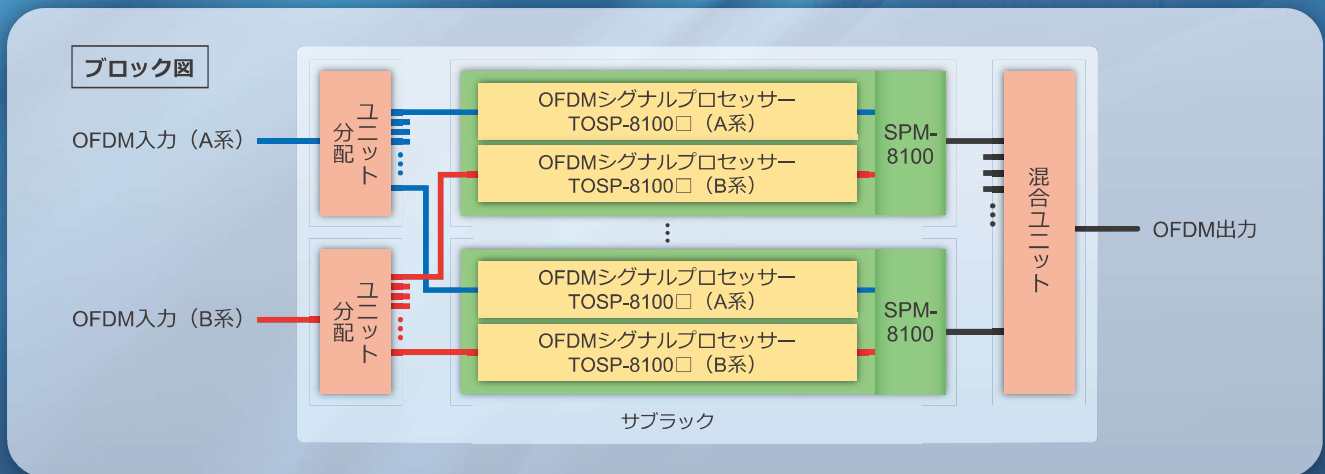 ブロック図
OFDM入力（A系）
分配
ユニット
OFDMシグナルプロセッサー
TOSP-8100□（A系）
OFDMシグナルプロセッサー
TOSP-8100□（B系）
SPM-
8100
OFDM入力（B系）
分配
ユニット
OFDMシグナルプロセッサー
TOSP-8100□（A系）
OFDMシグナルプロセッサー
TOSP-8100□（B系）
SPM-
8100
混合ユニット
OFDM出力
サブラック